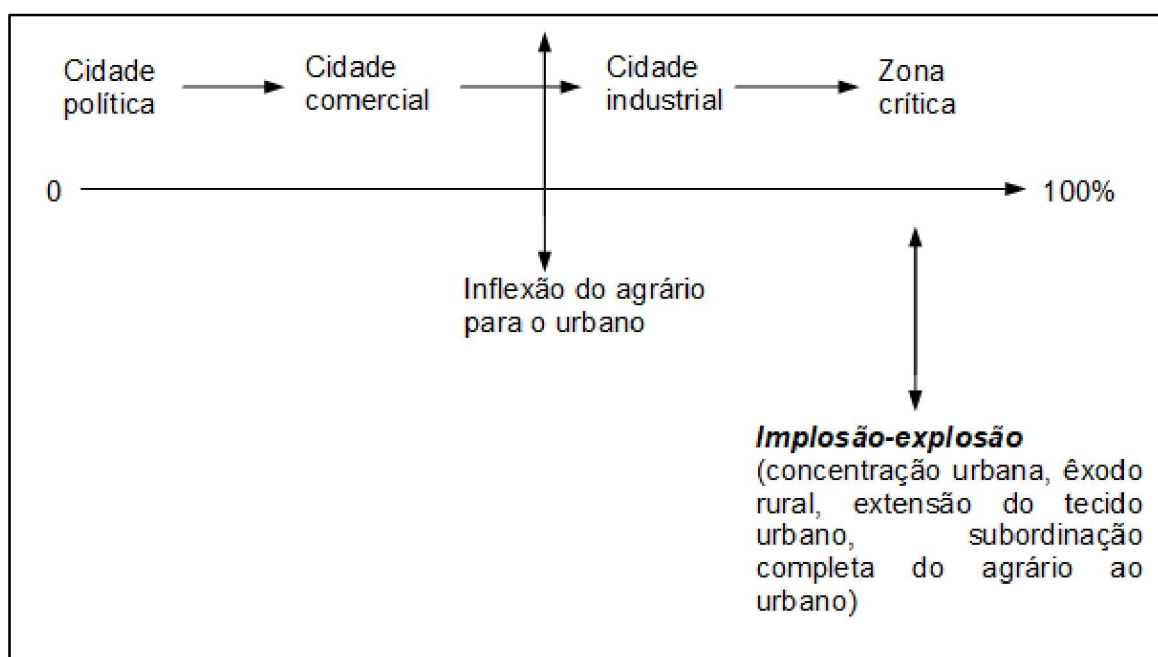 Cidade
política
Cidade
comercial
Cidade
industrial
Zona
crítica
0
100%
Inflexão do agrário
para o urbano
Implosão-explosão
(concentração urbana, êxodo
rural, extensão do tecido
urbano, subordinação
completa do agrário ao
urbano)